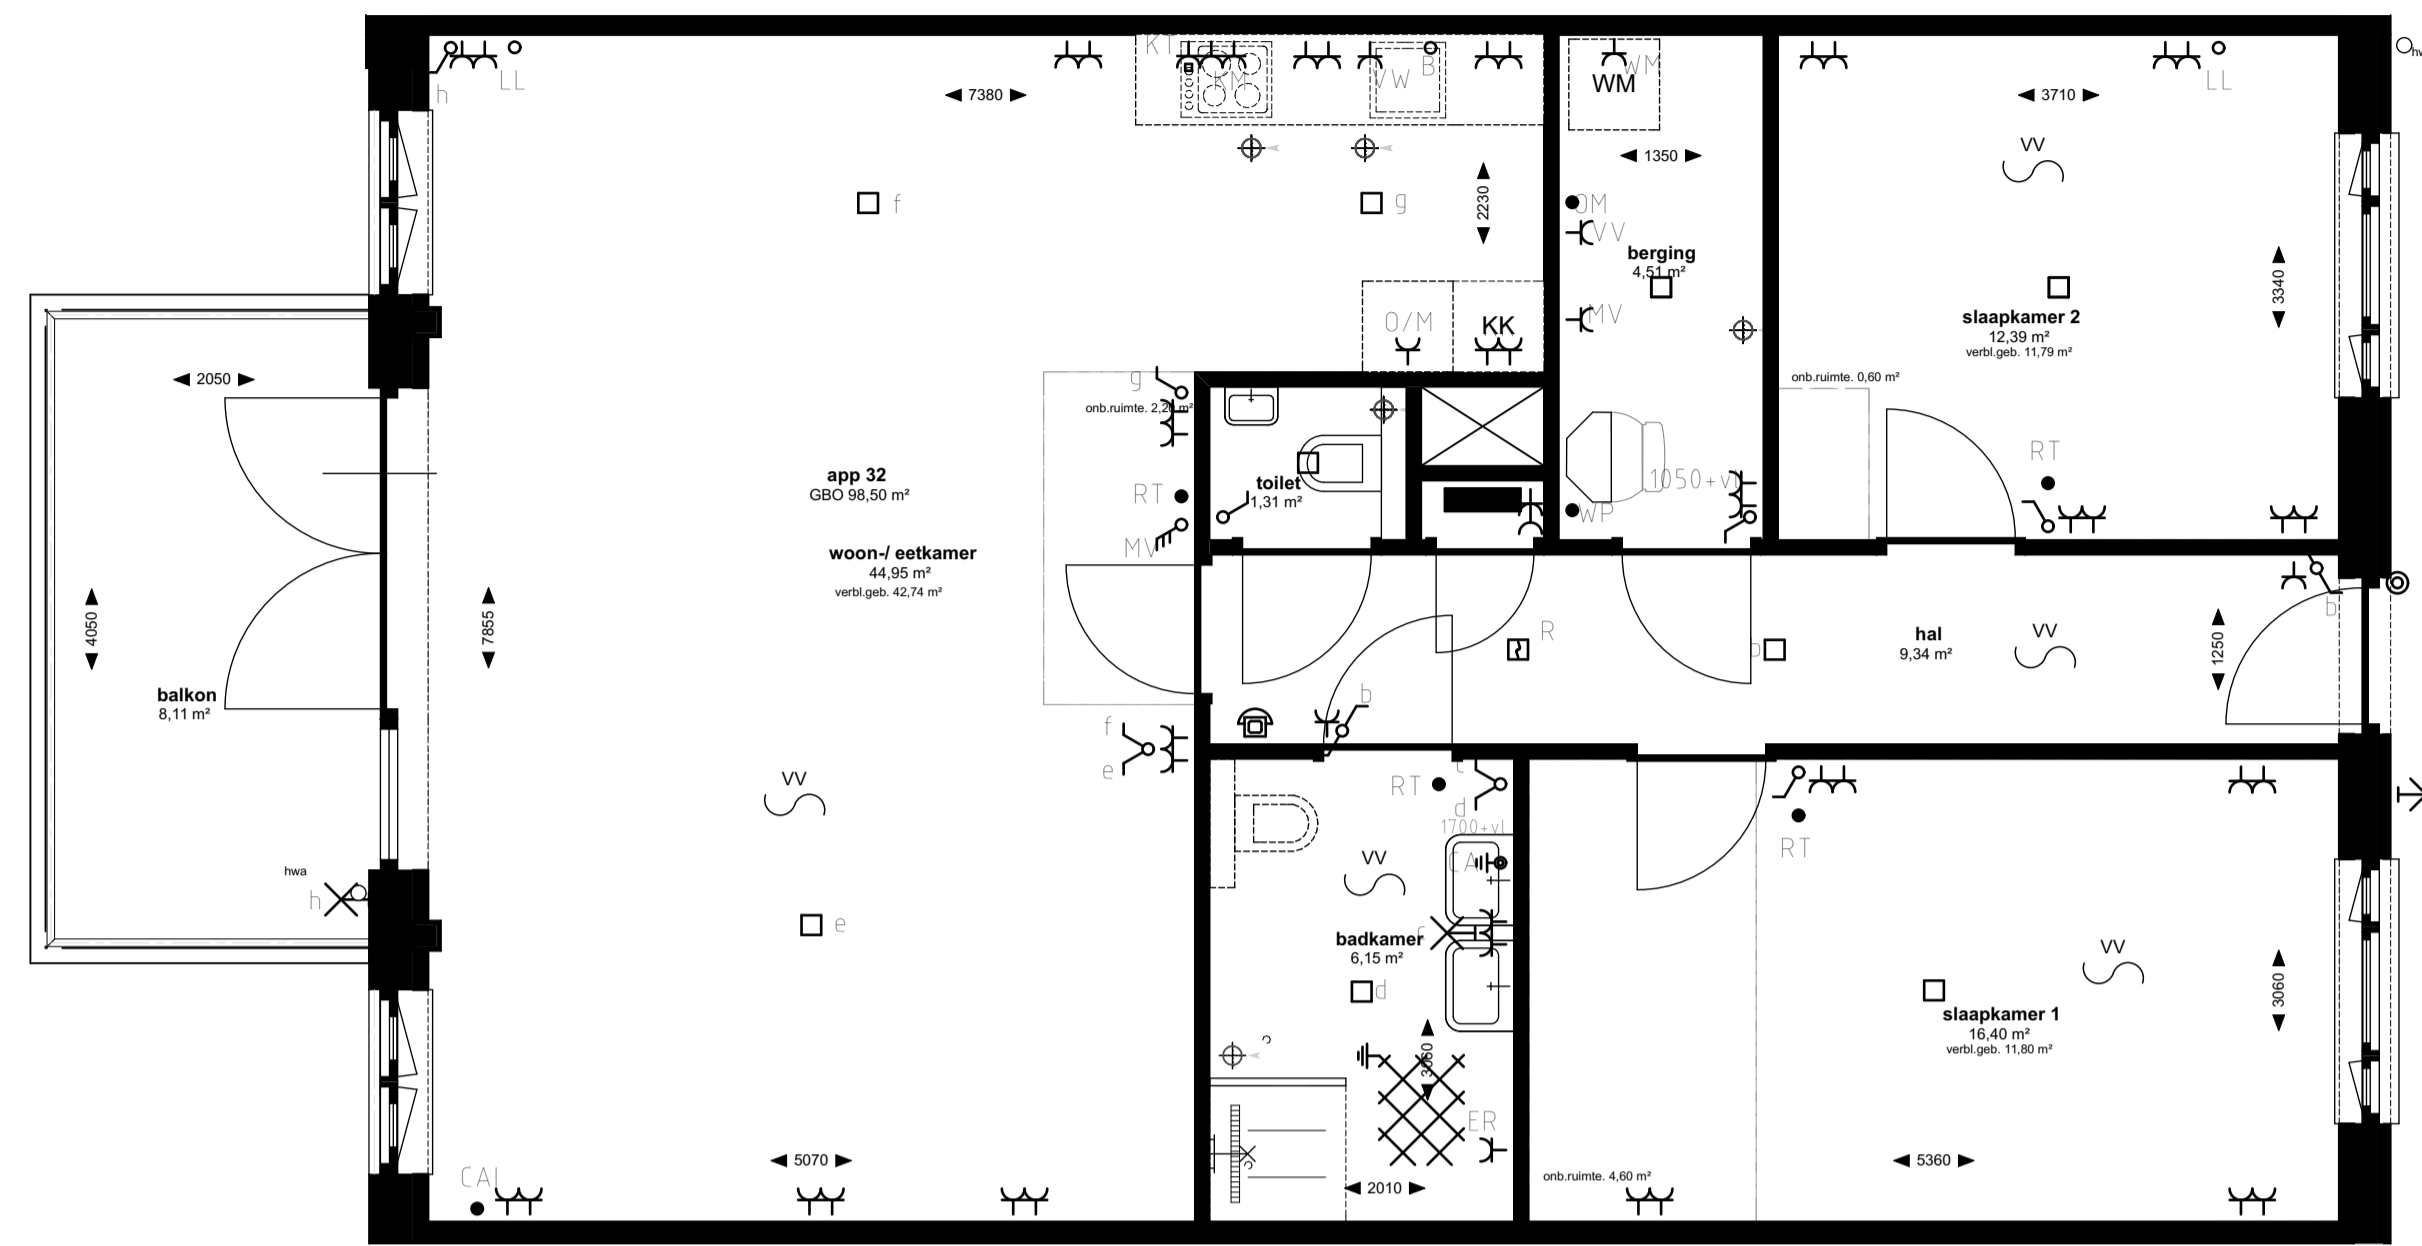 KT
KM
VW
B
h
LL
7380
f
g
2230
O/M
KK
WM
WM
1350
OM
VV
berging
4,51 m²
MV
1050+vl
WP
3710
LL
VV
slaapkamer 2
12,39 m²
verbl.geb. 11,79 m²
3340
onb.ruimte. 0,60 m²
RT
2050
4050
balkon
8,11 m²
hwa
h
7855
app 32
GBO 98,50 m²
woon-/ eetkamer
44,95 m²
verbl.geb. 42,74 m²
g
onb.ruimte. 2,20 m²
RT
MV
toilet
1,31 m²
R
b
b
hal
9,34 m²
VV
1250
b
f
e
VV
e
CAI
5070
RT
d
1700+vl
CAI
VV
badkamer
6,15 m²
d
3060
ER
2010
RT
VV
slaapkamer 1
16,40 m²
verbl.geb. 11,80 m²
3060
onb.ruimte. 4,60 m²
5360